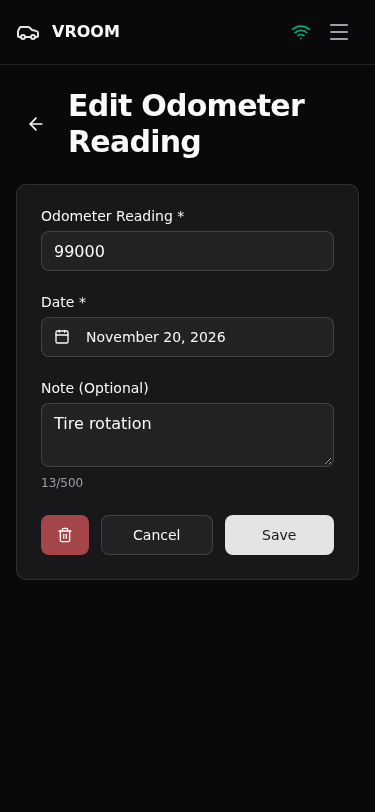 VROOM
Edit Odometer
Reading
Odometer Reading *
99000
Date *
November 20, 2026
Note (Optional)
Tire rotation
13/500
Cancel
Save